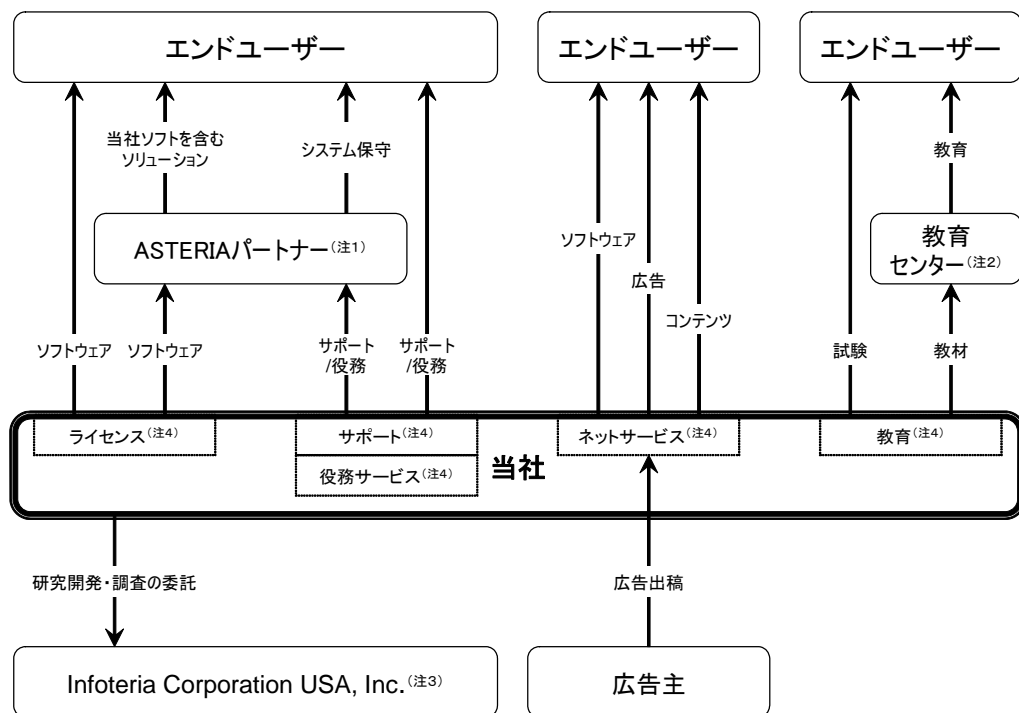 エンドユーザー
エンドユーザー
エンドユーザー
当社ソフトを含む
ソリューション
システム保守
教育
ASTERIAパートナー(注1)
ソフトウェア
広告
コンテンツ
教育
センター(注2)
ソフトウェア
ソフトウェア
サポート
/役務
サポート
/役務
試験
教材
ライセンス(注4)
サポート(注4)
役務サービス(注4)
ネットサービス(注4)
教育(注4)
当社
研究開発・調査の委託
広告出稿
Infoteria Corporation USA, Inc.(注3)
広告主